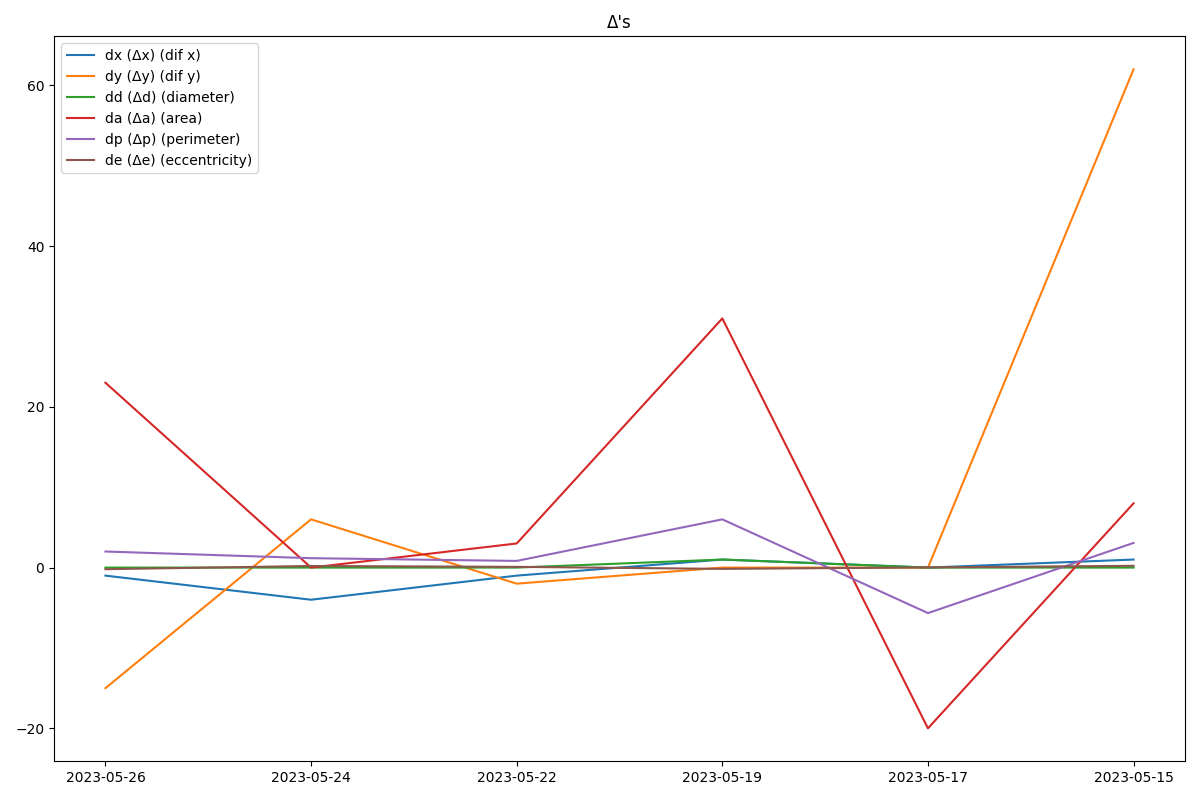 Δ's
dx (Δx) (dif x)
dy (Δy) (dif y)
dd (Δd) (diameter)
da (Δa) (area)
dp (Δp) (perimeter)
de (Δe) (eccentricity)
60
40
20
0
−20
2023-05-26 2023-05-24 2023-05-22 2023-05-19 2023-05-17 2023-05-15